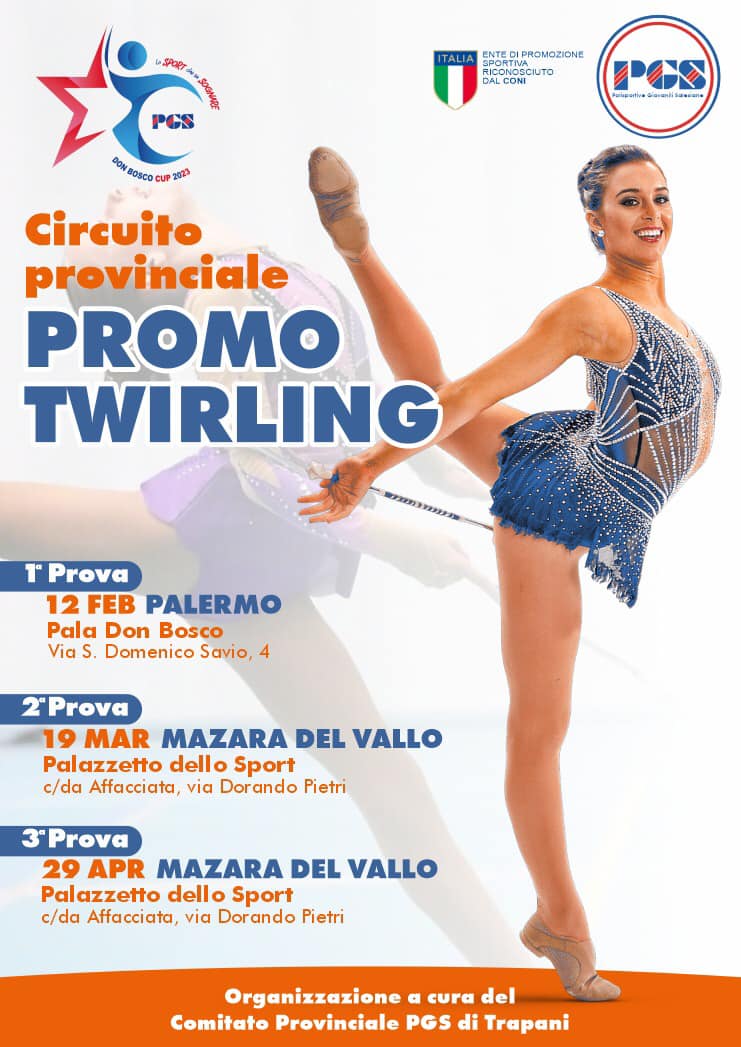 Lo SPORT che fa SOGNARE
PGS
DON BOSCO CUP 2023
ITALIA
ENTE DI PROMOZIONE
SPORTIVA
RICONOSCIUTO
DAL CONI
PGS
Polisportive Giovanili Salesiane
Circuito
provinciale
PROMO
TWIRLING
1ª Prova
12 FEB PALERMO
Pala Don Bosco
Via S. Domenico Savio, 4
2ª Prova
19 MAR MAZARA DEL VALLO
Palazzetto dello Sport
c/da Affacciata, via Dorando Pietri
3ª Prova
29 APR MAZARA DEL VALLO
Palazzetto dello Sport
c/da Affacciata, via Dorando Pietri
Organizzazione a cura del
Comitato Provinciale PGS di Trapani